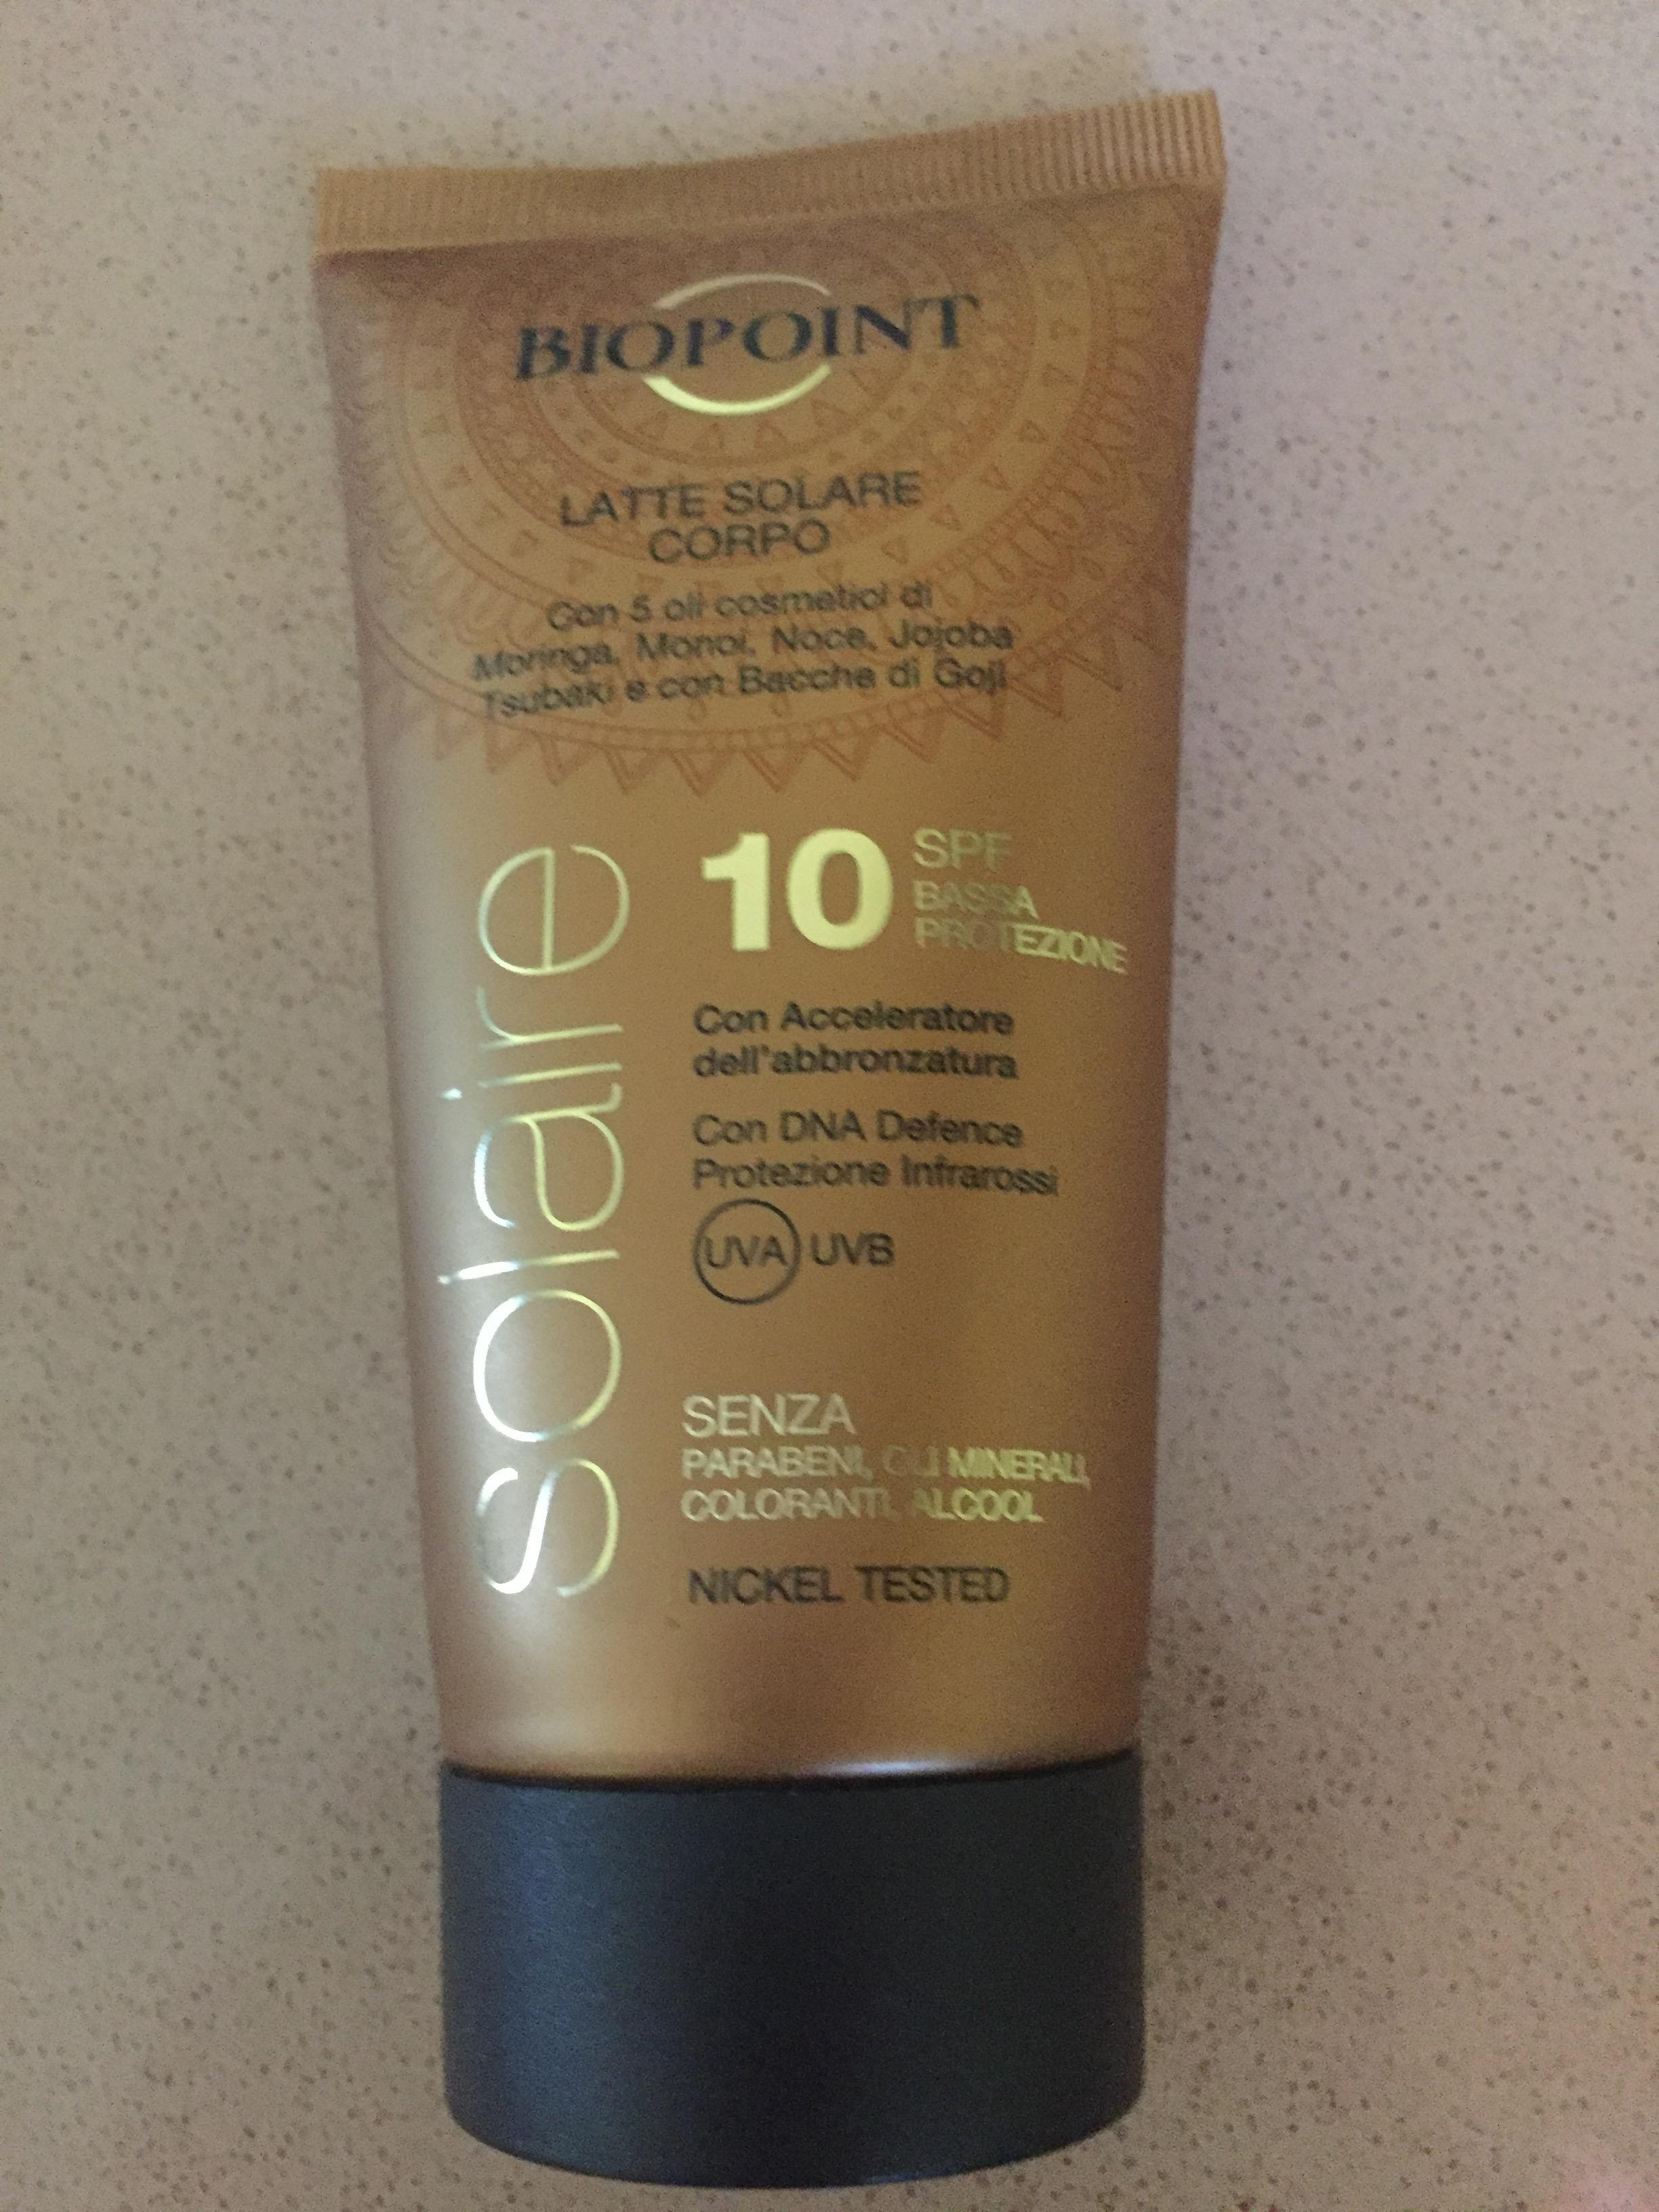 BIOPOINT
LATTE SOLARE
CORPO
Con 5 oli cosmetici di
Moringa, Monoi, Noce, Jojoba
Tsubaki e con Bacche di Goji
solaire
10 SPF
BASSA
PROTEZIONE
Con Acceleratore
dell'abbronzatura
Con DNA Defence
Protezione Infrarossi
UVA UVB
SENZA
PARABENI, OLI MINERALI,
COLORANTI, ALCOOL
NICKEL TESTED